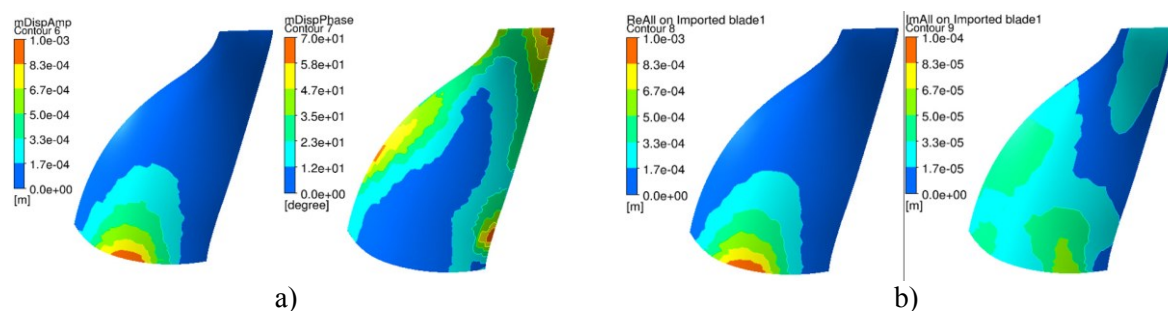 mDispAmp
Contour 6
1.0e-03
8.3e-04
6.7e-04
5.0e-04
3.3e-04
1.7e-04
0.0e+00
[m]
mDispPhase
Contour 7
7.0e+01
5.8e+01
4.7e+01
3.5e+01
2.3e+01
1.2e+01
0.0e+00
[degree]
a)
ReAll on Imported blade1
Contour 8
1.0e-03
8.3e-04
6.7e-04
5.0e-04
3.3e-04
1.7e-04
0.0e+00
[m]
ImAll on Imported blade1
Contour 9
1.0e-04
8.3e-05
6.7e-05
5.0e-05
3.3e-05
1.7e-05
0.0e+00
[m]
b)